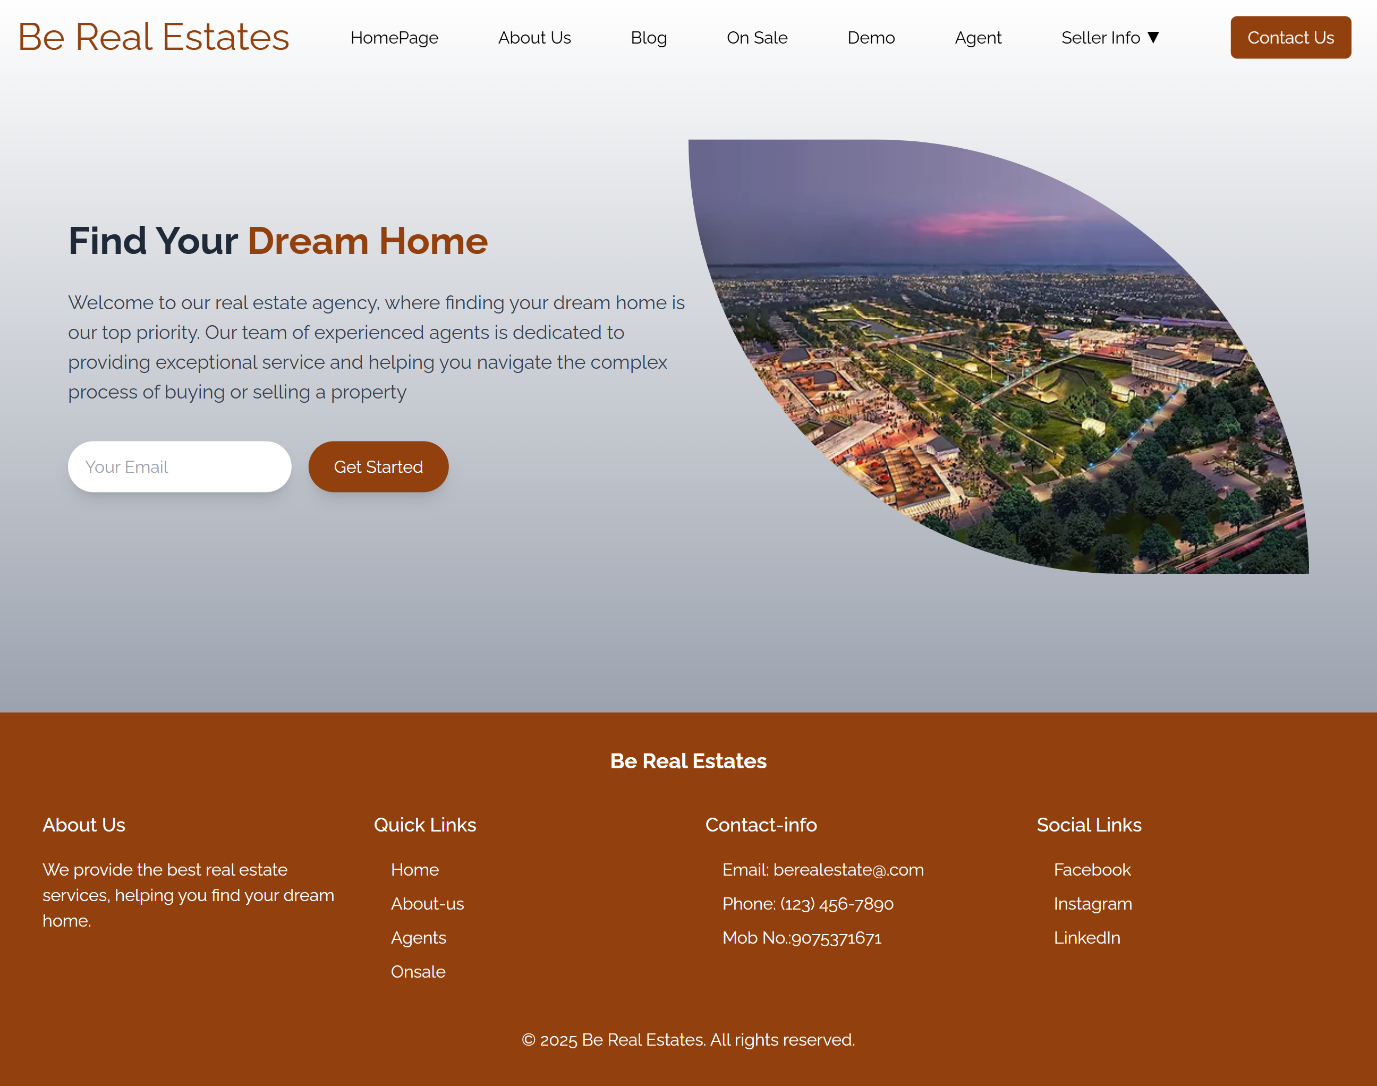 Be Real Estates
HomePage
About Us
Blog
On Sale
Demo
Agent
Seller Info ▼
Contact Us
Find Your Dream Home
Welcome to our real estate agency, where finding your dream home is
our top priority. Our team of experienced agents is dedicated to
providing exceptional service and helping you navigate the complex
process of buying or selling a property
Your Email
Get Started
Be Real Estates
About Us
We provide the best real estate
services, helping you find your dream
home.
Quick Links
Home
About-us
Agents
Onsale
Contact-info
Email: berealestate@.com
Phone: (123) 456-7890
Mob No.:9075371671
Social Links
Facebook
Instagram
LinkedIn
© 2025 Be Real Estates. All rights reserved.